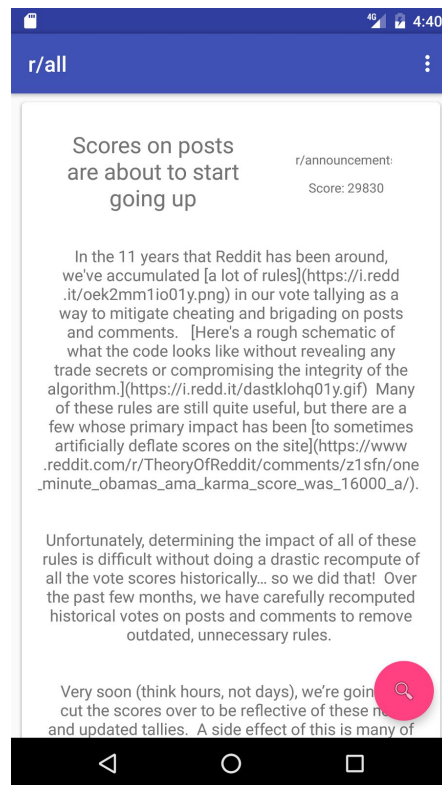 4G 4:40
r/all
Scores on posts
are about to start
going up
r/announcement
Score: 29830
In the 11 years that Reddit has been around,
we've accumulated [a lot of rules](https://i.redd
.it/oek2mm1io01y.png) in our vote tallying as a
way to mitigate cheating and brigading on posts
and comments.   [Here's a rough schematic of
what the code looks like without revealing any
trade secrets or compromising the integrity of the
algorithm.](https://i.redd.it/dastklohq01y.gif)  Many
of these rules are still quite useful, but there are a
few whose primary impact has been [to sometimes
artificially deflate scores on the site](https://www
.reddit.com/r/TheoryOfReddit/comments/z1sfn/one
_minute_obamas_ama_karma_score_was_16000_a/).
Unfortunately, determining the impact of all of these
rules is difficult without doing a drastic recompute of
all the vote scores historically… so we did that!  Over
the past few months, we have carefully recomputed
historical votes on posts and comments to remove
outdated, unnecessary rules.
Very soon (think hours, not days), we're goin
cut the scores over to be reflective of these
and updated tallies.  A side effect of this is many of